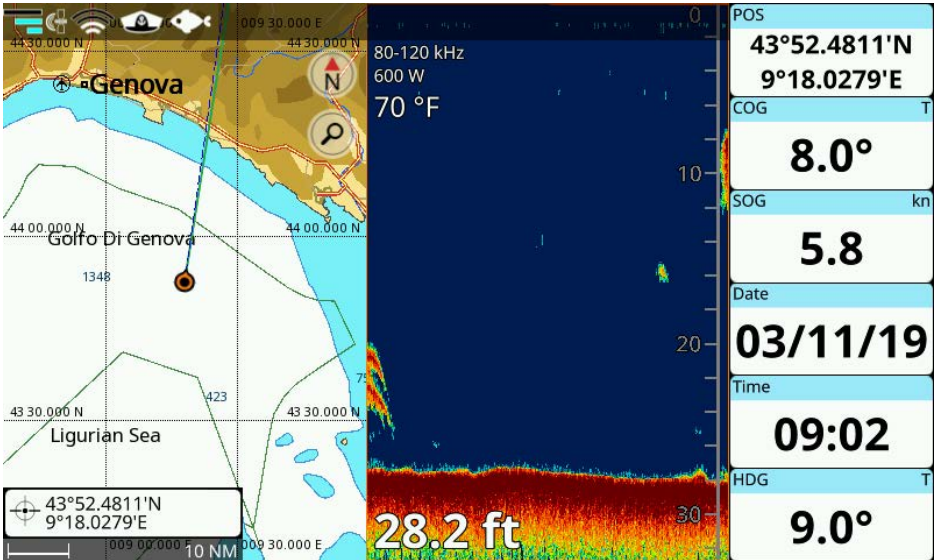 009 30.000 E
44 30.000 N
44 30.000 N
Genova
N
44 00.000 N
44 00.000 N
Golfo Di Genova
1348
423
43 30.000 N
43 30.000 N
Ligurian Sea
43°52.4811'N
9°18.0279'E
009 00.000 E
009 30.000 E
10 NM
80-120 kHz
600 W
70 °F
0
10
20
30
28.2 ft
POS
43°52.4811'N
9°18.0279'E
COG T
8.0°
SOG kn
5.8
Date
03/11/19
Time
09:02
HDG T
9.0°